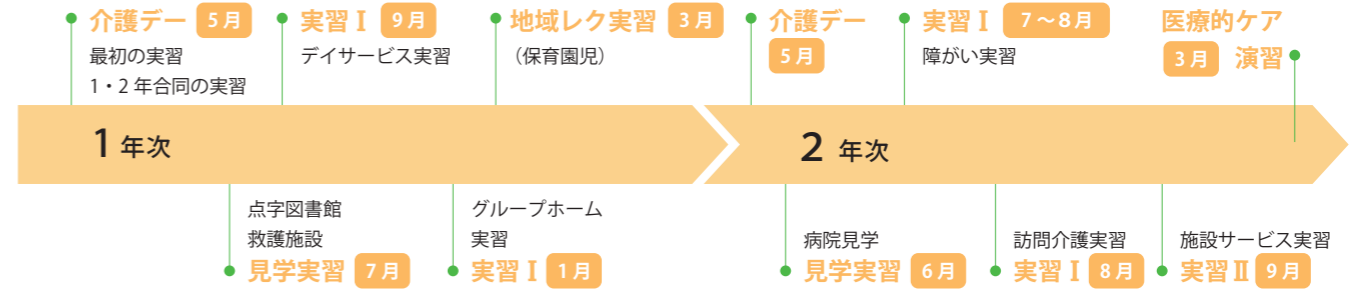 介護デー 5月
最初の実習
1・2年合同の実習
実習Ⅰ 9月
デイサービス実習
地域レク実習 3月
（保育園児）
介護デー
5月
実習Ⅰ 7～8月
障がい実習
医療的ケア
3月 演習
1年次
2年次
点字図書館
救護施設
見学実習 7月
グループホーム
実習
実習Ⅰ 1月
病院見学
見学実習 6月
訪問介護実習
実習Ⅰ 8月
施設サービス実習
実習Ⅱ 9月